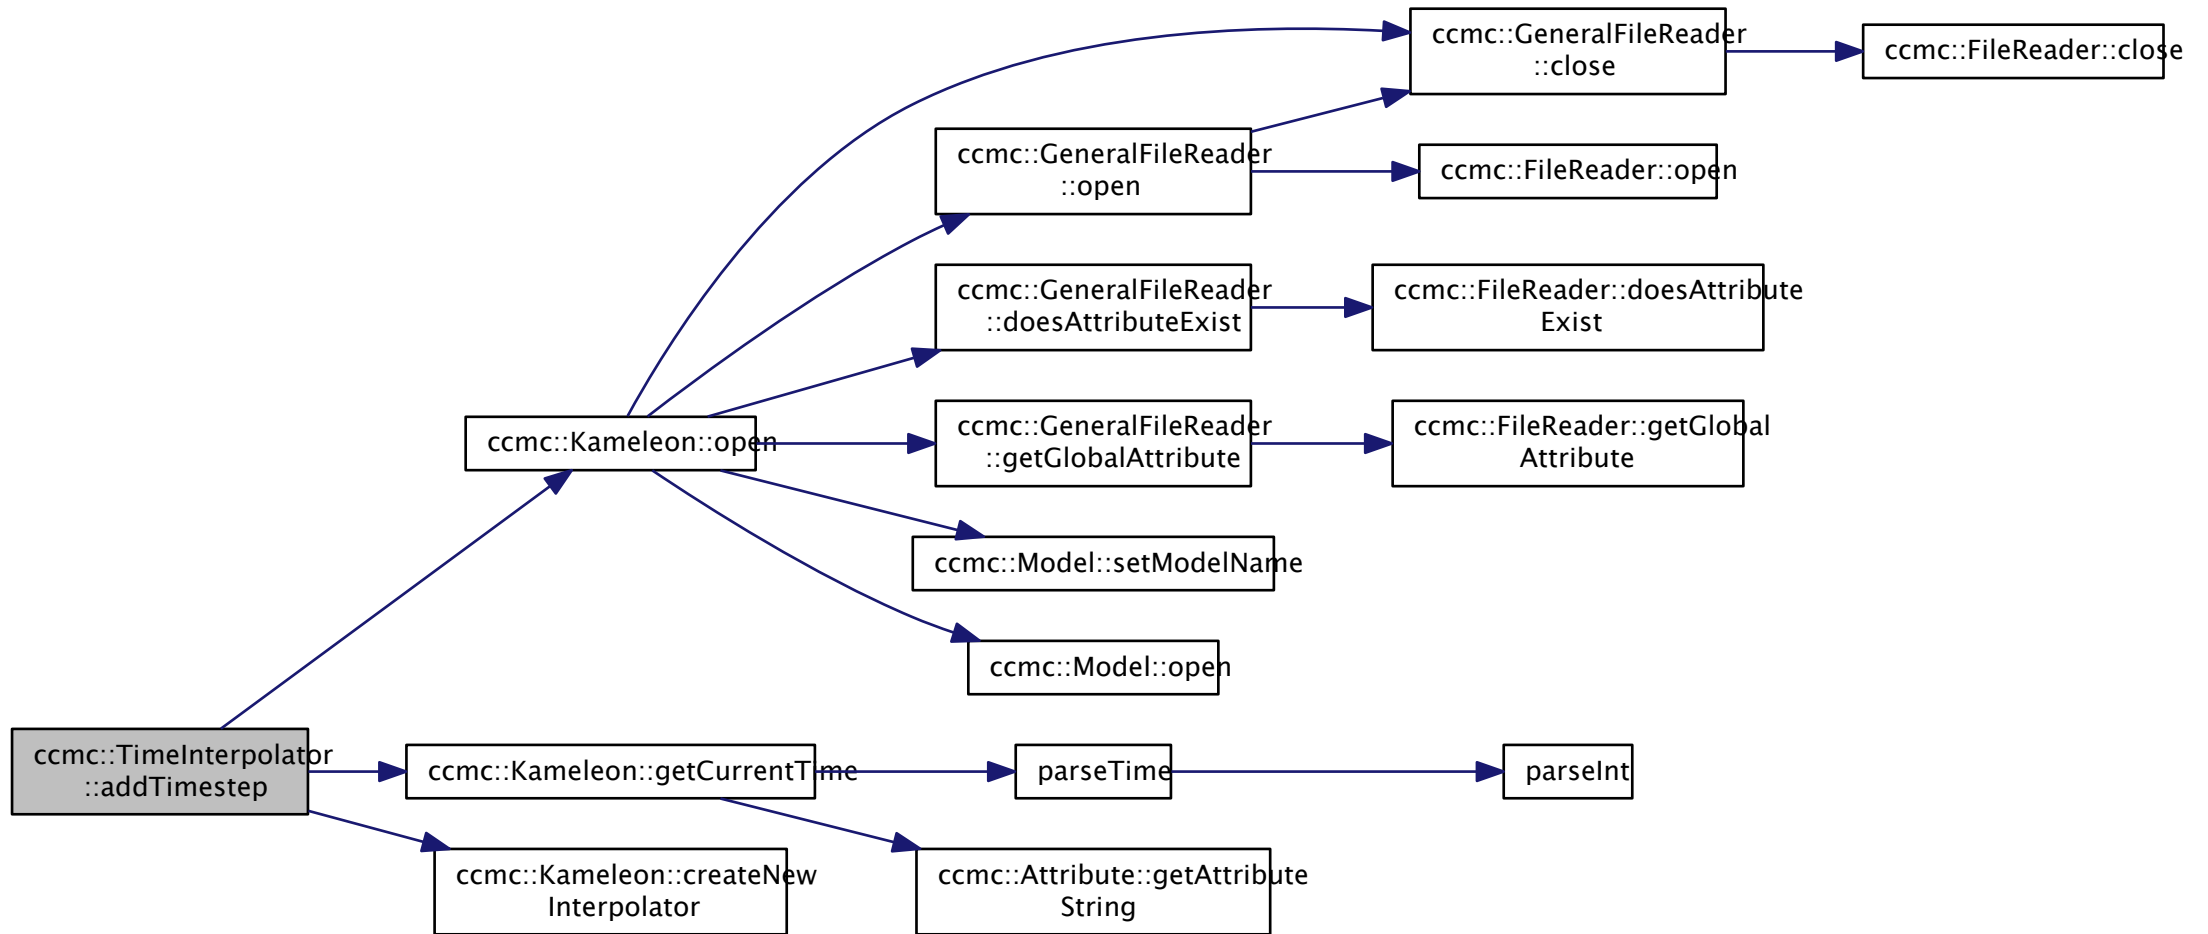 ccmc::GeneralFileReader
::close
ccmc::FileReader::close
ccmc::GeneralFileReader
::open
ccmc::FileReader::open
ccmc::GeneralFileReader
::doesAttributeExist
ccmc::FileReader::doesAttribute
Exist
ccmc::Kameleon::open
ccmc::GeneralFileReader
::getGlobalAttribute
ccmc::FileReader::getGlobal
Attribute
ccmc::Model::setModelName
ccmc::Model::open
ccmc::TimeInterpolator
::addTimestep
ccmc::Kameleon::getCurrentTime
parseTime
parseInt
ccmc::Kameleon::createNew
Interpolator
ccmc::Attribute::getAttribute
String